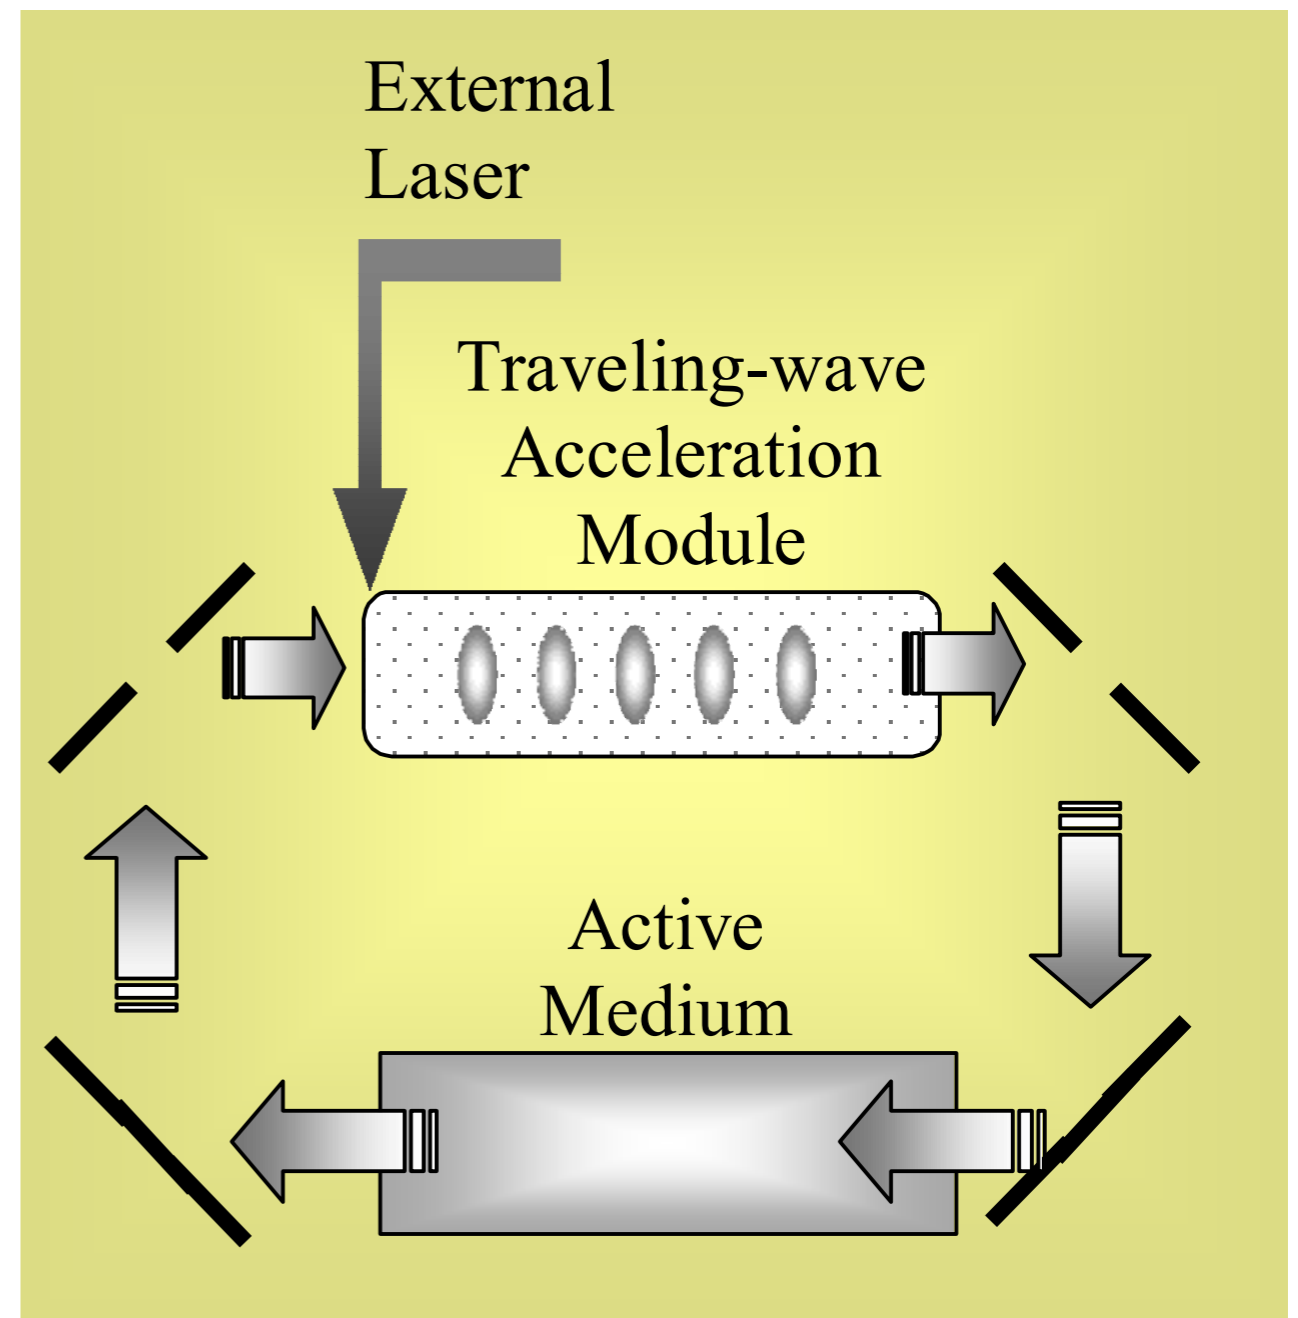 External
Laser
Traveling-wave
Acceleration
Module
Active
Medium